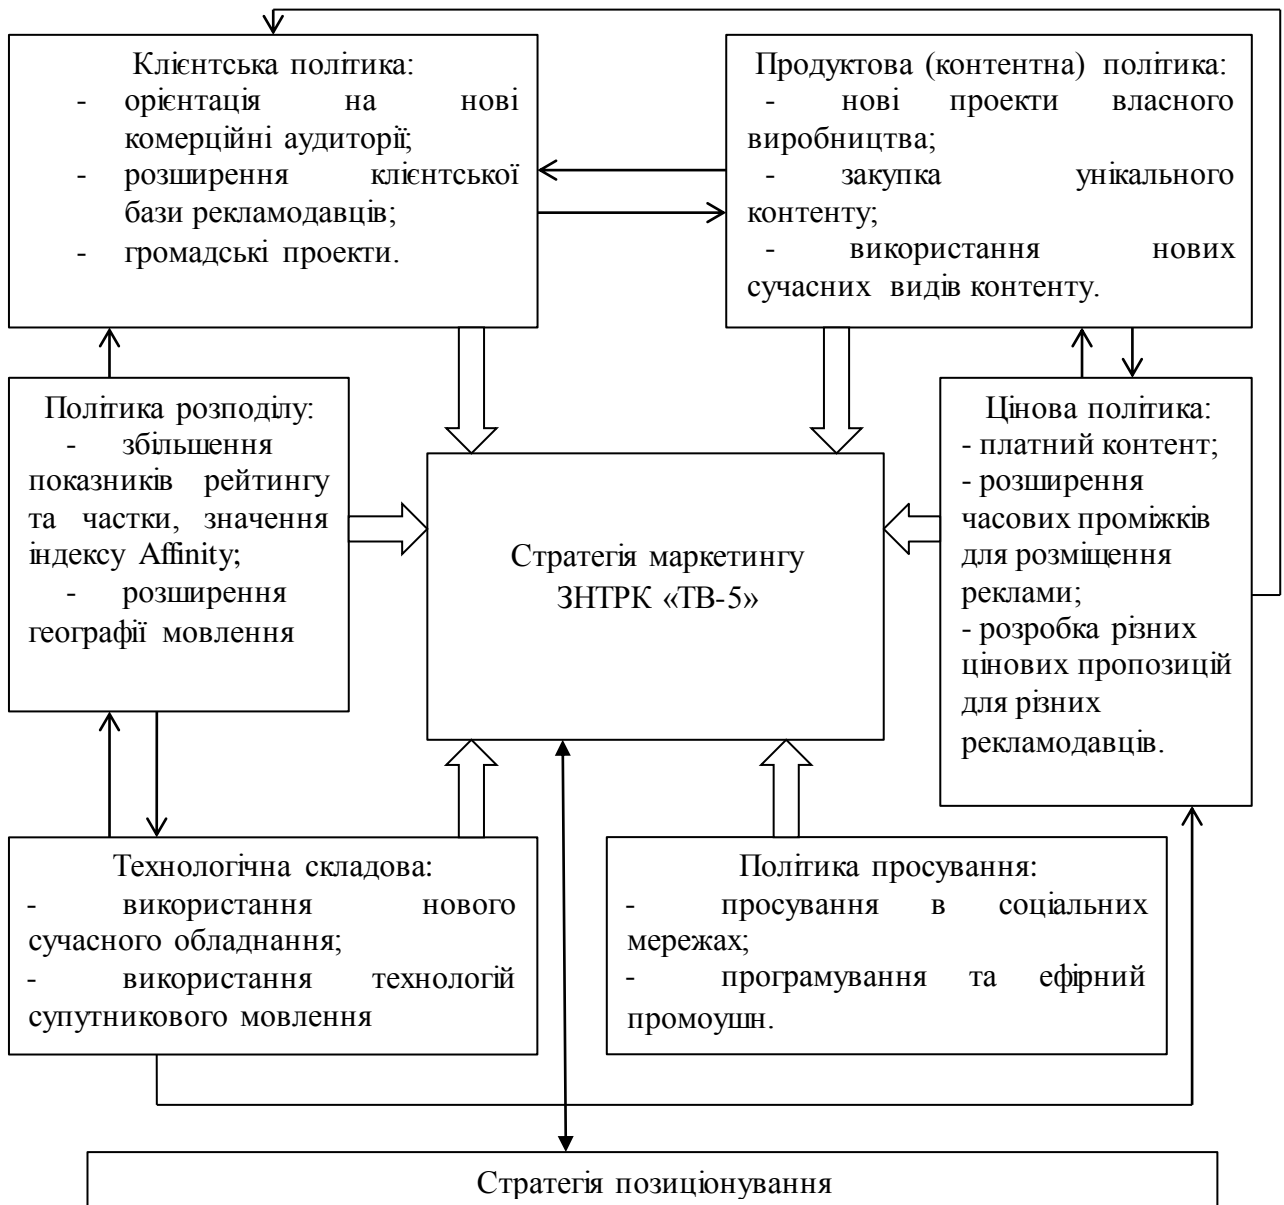 Клієнтська політика:
- орієнтація на нові
комерційні аудиторії;
- розширення клієнтської
бази рекламодавців;
- громадські проекти.
Продуктова (контентна) політика:
- нові проекти власного
виробництва;
- закупка унікального
контенту;
- використання нових
сучасних видів контенту.
Політика розподілу:
- збільшення
показників рейтингу
та частки, значення
індексу Affinity;
- розширення
географії мовлення
Стратегія маркетингу
ЗНТРК «ТВ-5»
Цінова політика:
- платний контент;
- розширення
часових проміжків
для розміщення
реклами;
- розробка різних
цінових пропозицій
для різних
рекламодавців.
Технологічна складова:
- використання нового
сучасного обладнання;
- використання технологій
супутникового мовлення
Політика просування:
- просування в соціальних
мережах;
- програмування та ефірний
промоушн.
Стратегія позиціонування